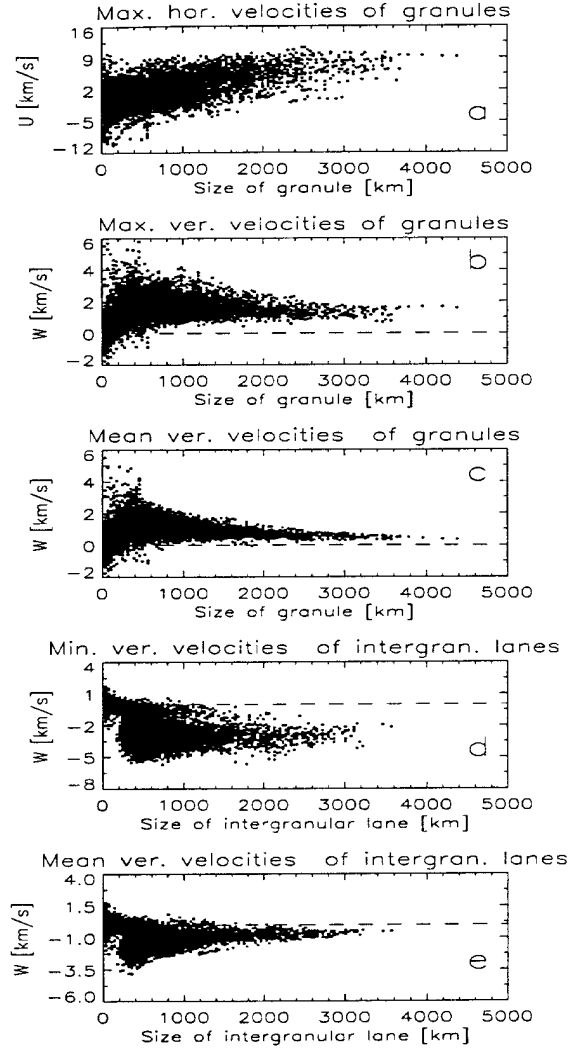 Max. hor. velocities of granules
16
9
2
−5
−12
U [km/s]
a
0 1000 2000 3000 4000 5000
Size of granule [km]
Max. ver. velocities of granules
6
4
2
0
−2
W [km/s]
b
0 1000 2000 3000 4000 5000
Size of granule [km]
Mean ver. velocities of granules
6
4
2
0
−2
W [km/s]
c
0 1000 2000 3000 4000 5000
Size of granule [km]
Min. ver. velocities of intergran. lanes
4
1
−2
−5
−8
W [km/s]
d
0 1000 2000 3000 4000 5000
Size of intergranular lane [km]
Mean ver. velocities of intergran. lanes
4.0
1.5
−1.0
−3.5
−6.0
W [km/s]
e
0 1000 2000 3000 4000 5000
Size of intergranular lane [km]